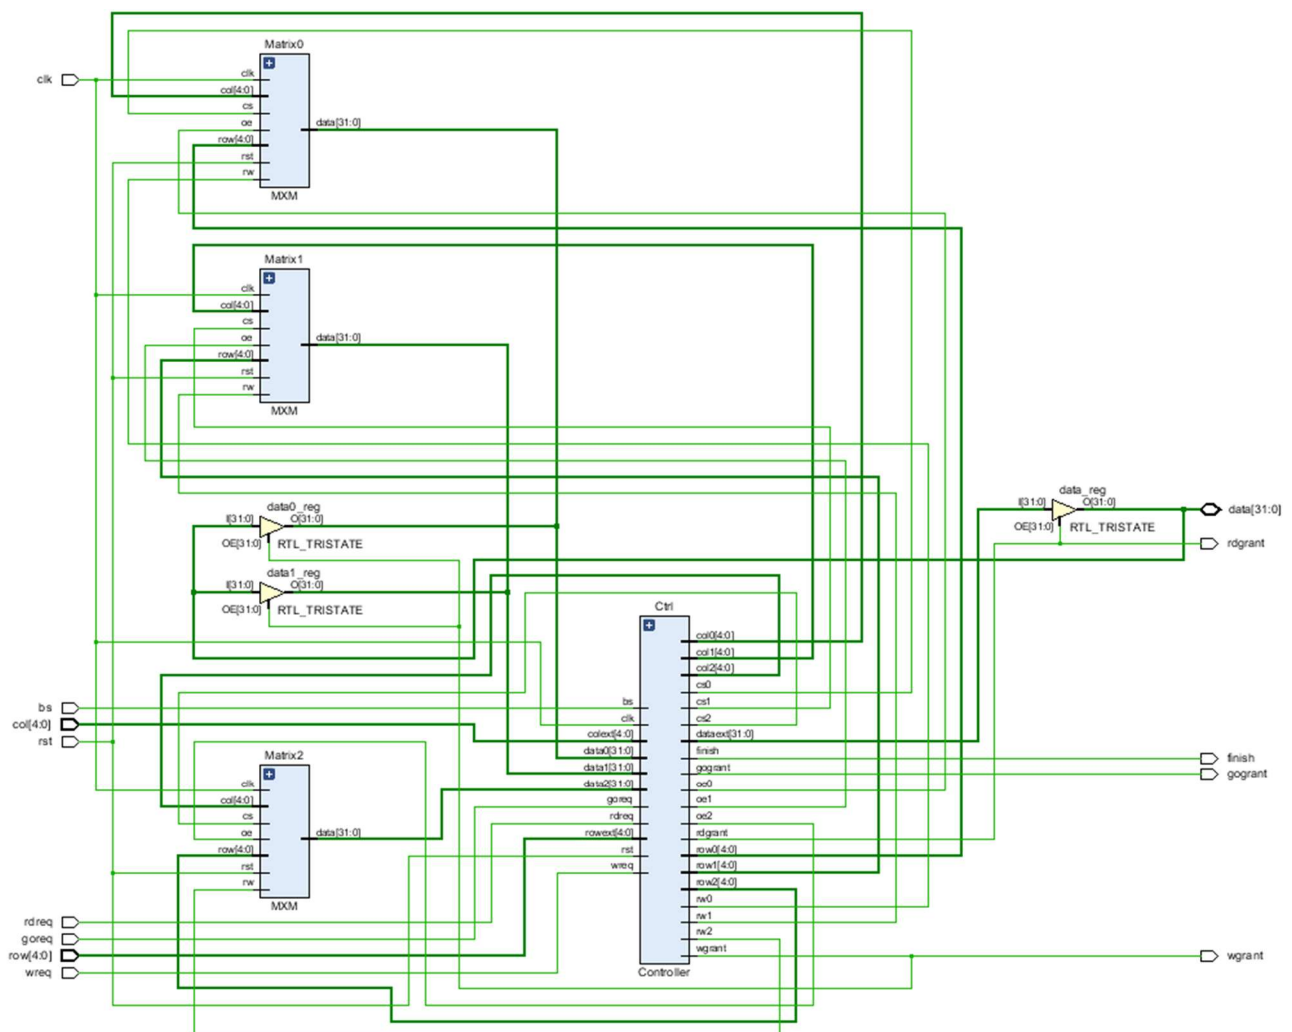 Matrix0
clk
clk
col[4:0]
cs
oe
row[4:0]
rst
rw
data[31:0]
MXM
Matrix1
clk
col[4:0]
cs
oe
row[4:0]
rst
rw
data[31:0]
MXM
data0_reg
I[31:0]
O[31:0]
OE[31:0]
RTL_TRISTATE
data1_reg
I[31:0]
O[31:0]
OE[31:0]
RTL_TRISTATE
data_reg
I[31:0]
O[31:0]
OE[31:0]
RTL_TRISTATE
data[31:0]
rdgrant
bs
col[4:0]
rst
Matrix2
clk
col[4:0]
cs
oe
row[4:0]
rst
rw
data[31:0]
MXM
rdreq
goreq
row[4:0]
wreq
Ctrl
bs
clk
colext[4:0]
data0[31:0]
data1[31:0]
data2[31:0]
goreq
rdreq
rowext[4:0]
rst
wreq
col0[4:0]
col1[4:0]
col2[4:0]
cs0
cs1
cs2
dataext[31:0]
finish
gogrant
oe0
oe1
oe2
rdgrant
row0[4:0]
row1[4:0]
row2[4:0]
rw0
rw1
rw2
wgrant
Controller
finish
gogrant
wgrant